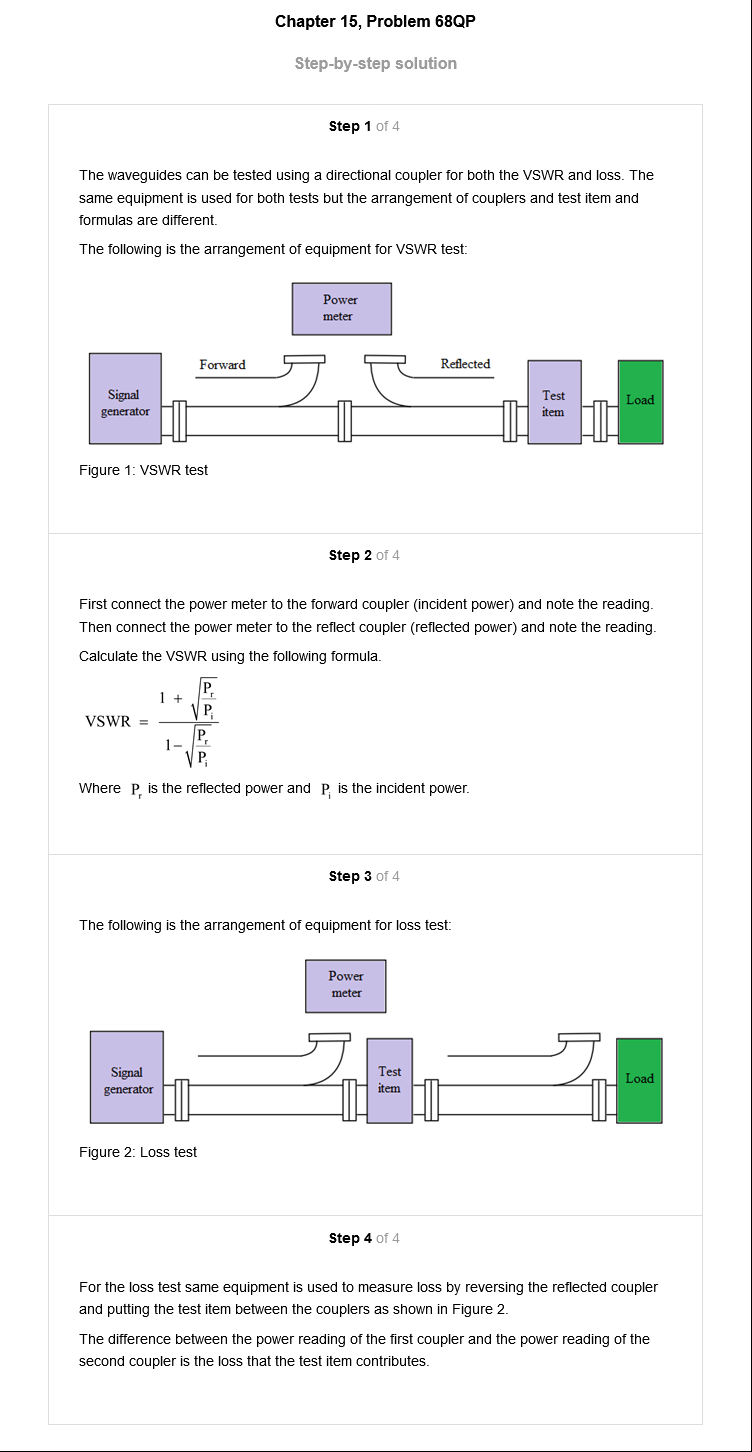 Chapter 15, Problem 68QP
Step-by-step solution
Step 1 of 4
The waveguides can be tested using a directional coupler for both the VSWR and loss. The
same equipment is used for both tests but the arrangement of couplers and test item and
formulas are different.
The following is the arrangement of equipment for VSWR test:
Power
meter
Forward
Reflected
Signal
generator
Test
item
Load
Figure 1: VSWR test
Step 2 of 4
First connect the power meter to the forward coupler (incident power) and note the reading.
Then connect the power meter to the reflect coupler (reflected power) and note the reading.
Calculate the VSWR using the following formula.
VSWR = (1 + √(P_r/P_i)) / (1 − √(P_r/P_i))
Where P_r is the reflected power and P_i is the incident power.
Step 3 of 4
The following is the arrangement of equipment for loss test:
Power
meter
Signal
generator
Test
item
Load
Figure 2: Loss test
Step 4 of 4
For the loss test same equipment is used to measure loss by reversing the reflected coupler
and putting the test item between the couplers as shown in Figure 2.
The difference between the power reading of the first coupler and the power reading of the
second coupler is the loss that the test item contributes.